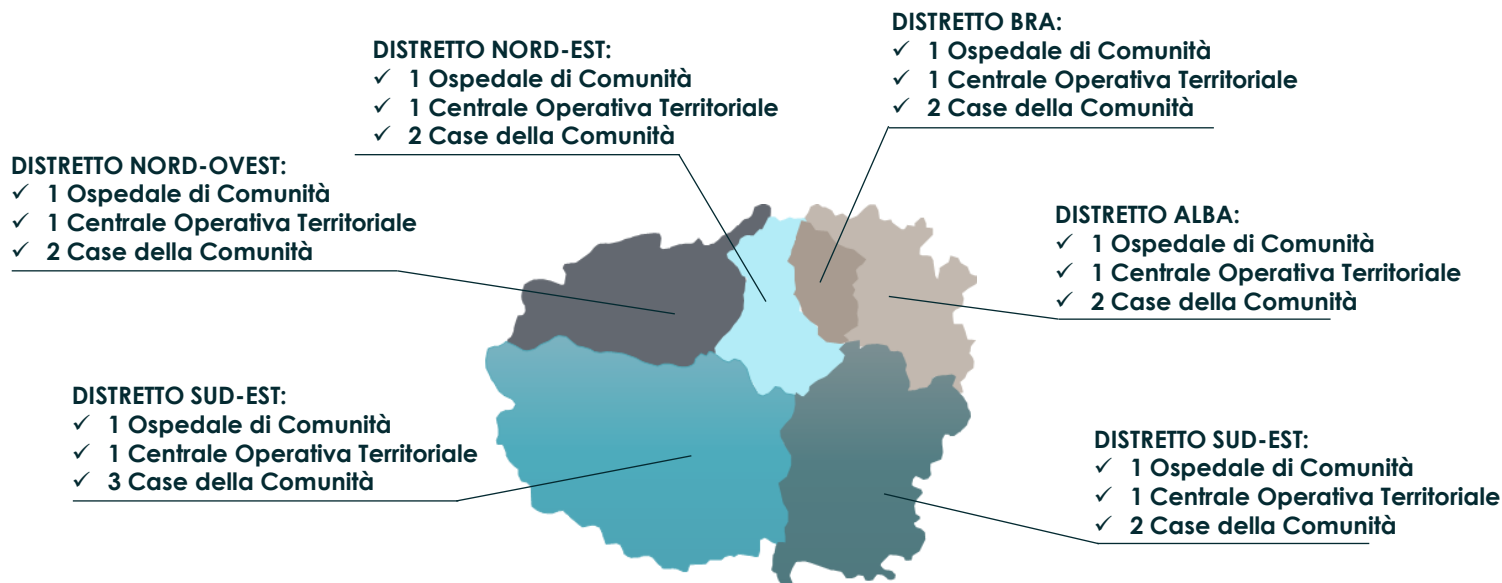 DISTRETTO BRA:
✓ 1 Ospedale di Comunità
✓ 1 Centrale Operativa Territoriale
✓ 2 Case della Comunità
DISTRETTO NORD-EST:
✓ 1 Ospedale di Comunità
✓ 1 Centrale Operativa Territoriale
✓ 2 Case della Comunità
DISTRETTO NORD-OVEST:
✓ 1 Ospedale di Comunità
✓ 1 Centrale Operativa Territoriale
✓ 2 Case della Comunità
DISTRETTO ALBA:
✓ 1 Ospedale di Comunità
✓ 1 Centrale Operativa Territoriale
✓ 2 Case della Comunità
DISTRETTO SUD-EST:
✓ 1 Ospedale di Comunità
✓ 1 Centrale Operativa Territoriale
✓ 3 Case della Comunità
DISTRETTO SUD-EST:
✓ 1 Ospedale di Comunità
✓ 1 Centrale Operativa Territoriale
✓ 2 Case della Comunità